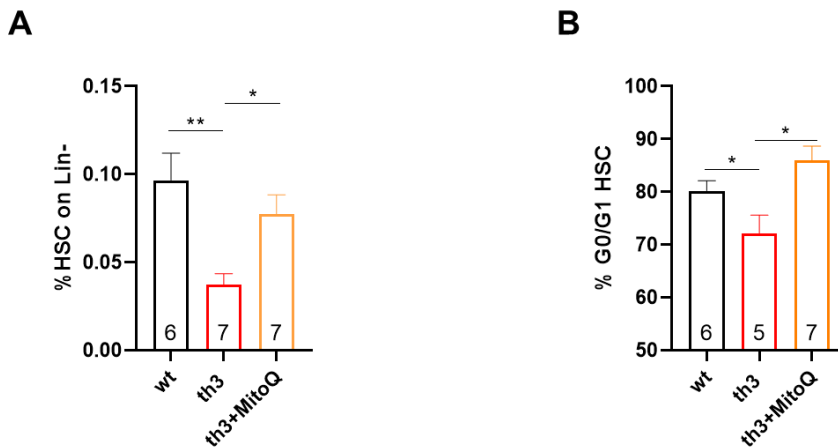 A
% HSC on Lin-
0.15
0.10
0.05
0.00
**
*
6
7
7
wt
th3
th3+MitoQ
B
% G0/G1 HSC
100
90
80
70
60
50
*
*
6
5
7
wt
th3
th3+MitoQ